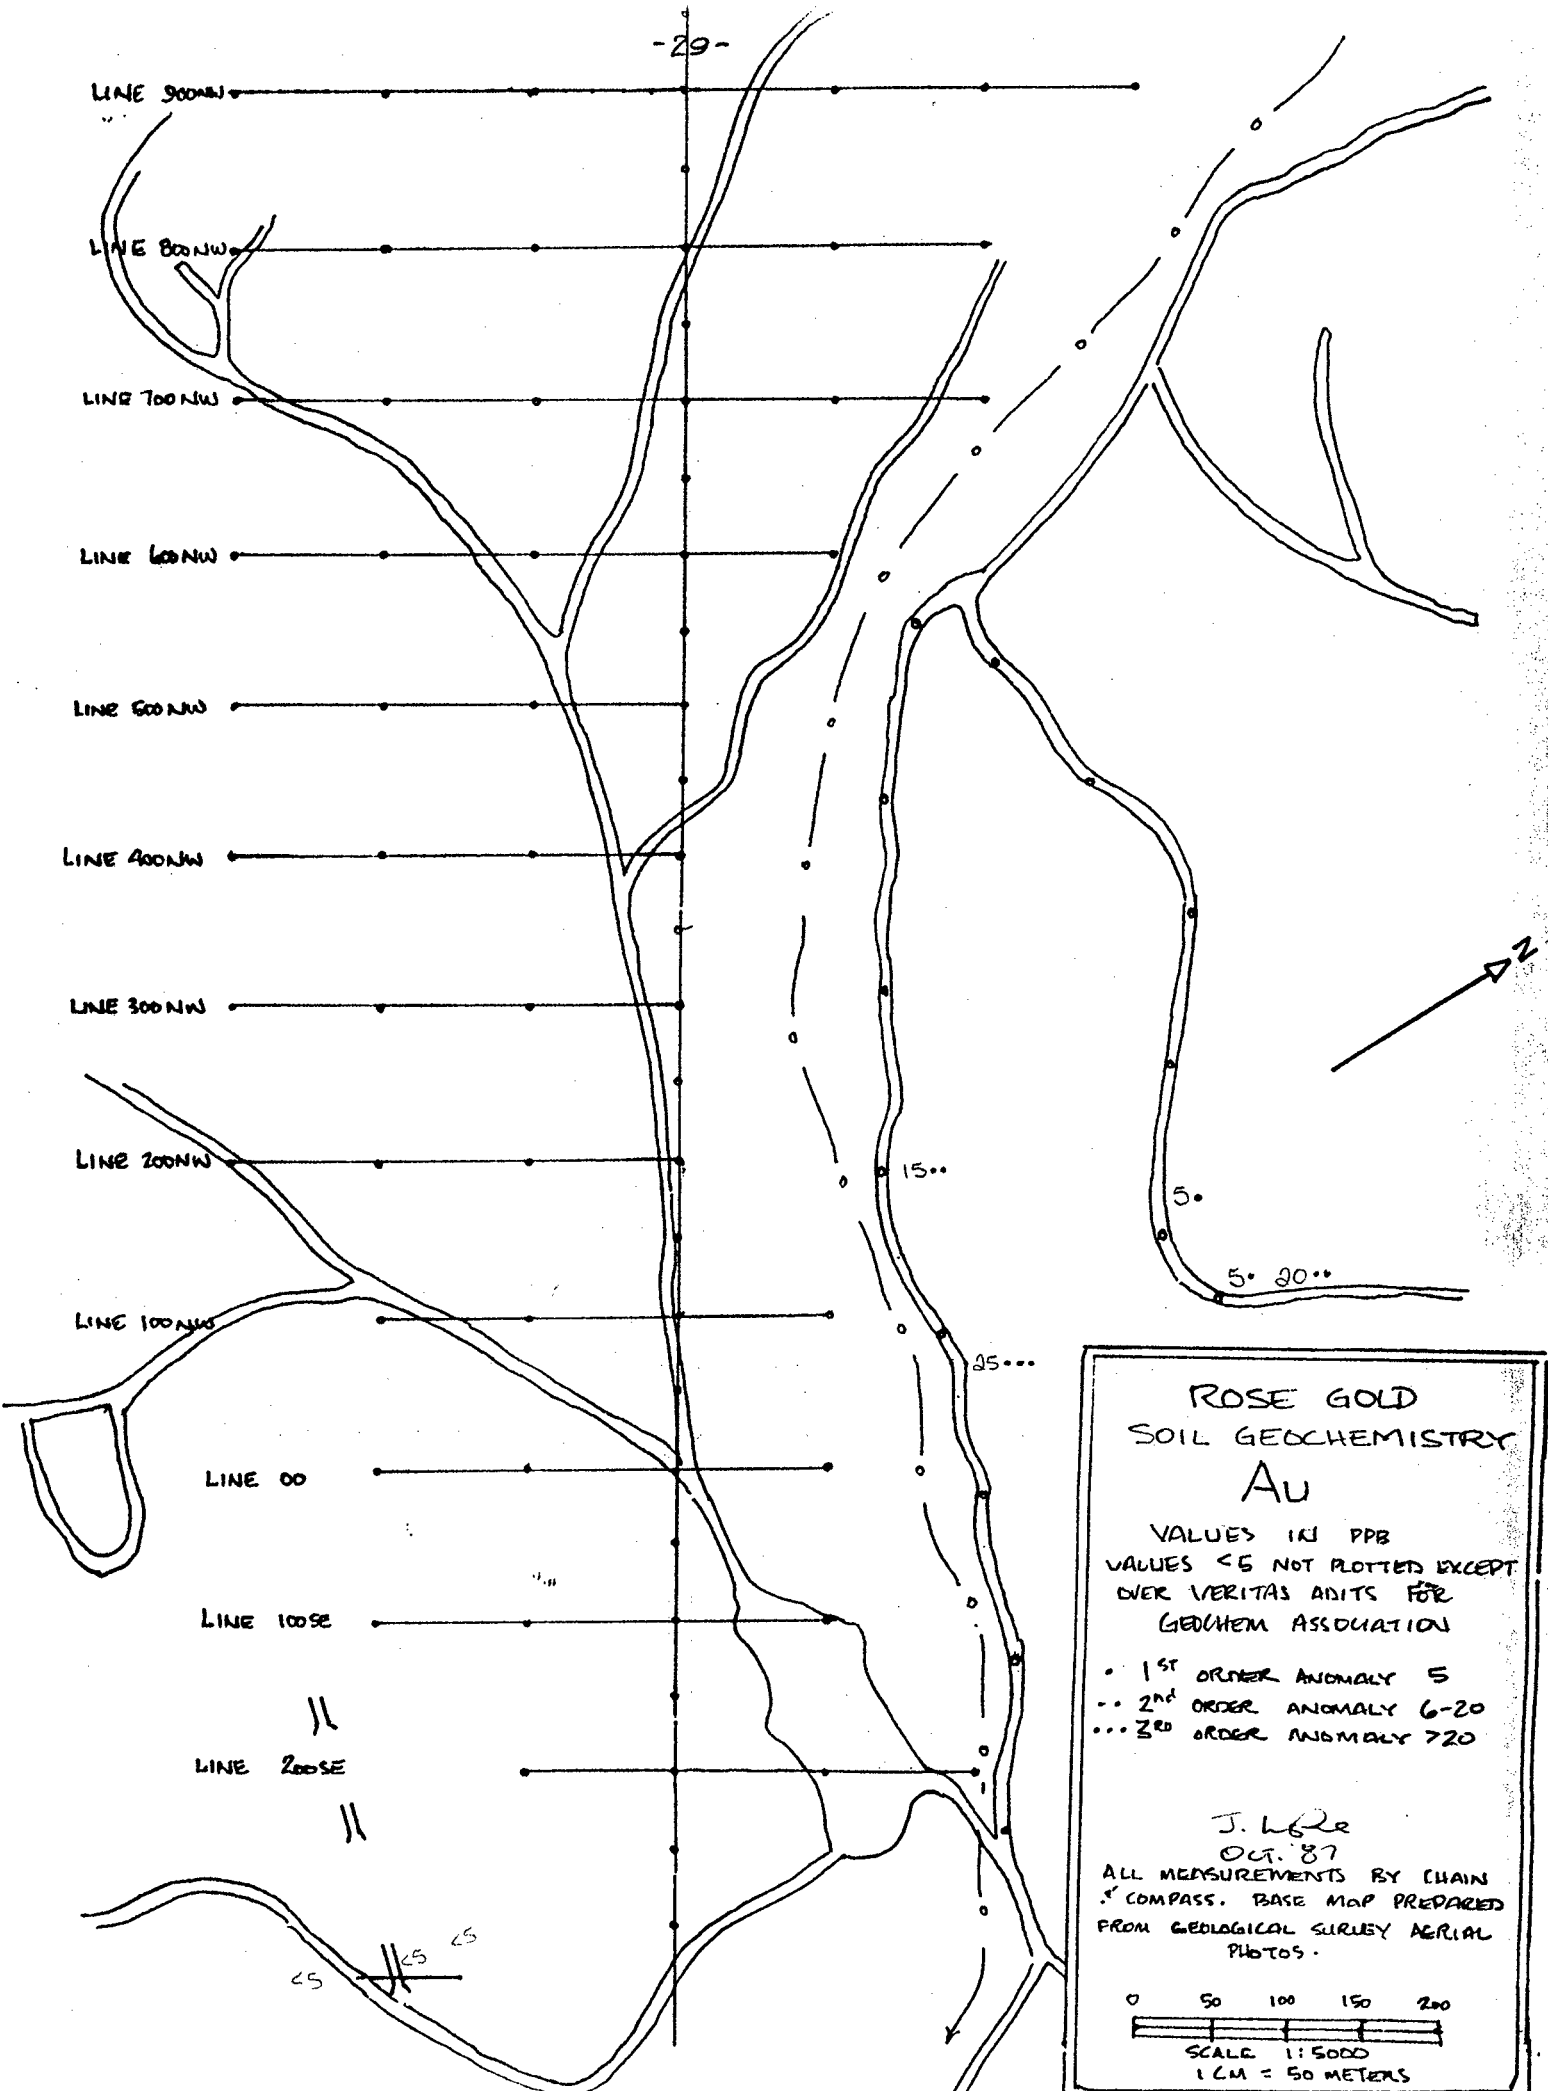 -29-
LINE 900NW
LINE 800NW
LINE 700NW
LINE 600NW
LINE 500NW
LINE 400NW
LINE 300NW
N
LINE 200NW
15••
5•
5• 20••
LINE 100NW
25•••
LINE 00
LINE 100SE
LINE 200SE
<5 <5 <5
ROSE GOLD
SOIL GEOCHEMISTRY
Au
VALUES IN PPB
VALUES <5 NOT PLOTTED EXCEPT
OVER VERITAS ADITS FOR
GEOCHEM ASSOCIATION
• 1ST ORDER ANOMALY 5
•• 2nd ORDER ANOMALY 6-20
••• 3RD ORDER ANOMALY >20
J.
OCT. '87
ALL MEASUREMENTS BY CHAIN
& COMPASS. BASE MAP PREPARED
FROM GEOLOGICAL SURVEY AERIAL
PHOTOS.
0 50 100 150 200
SCALE 1:5000
1 CM = 50 METERS